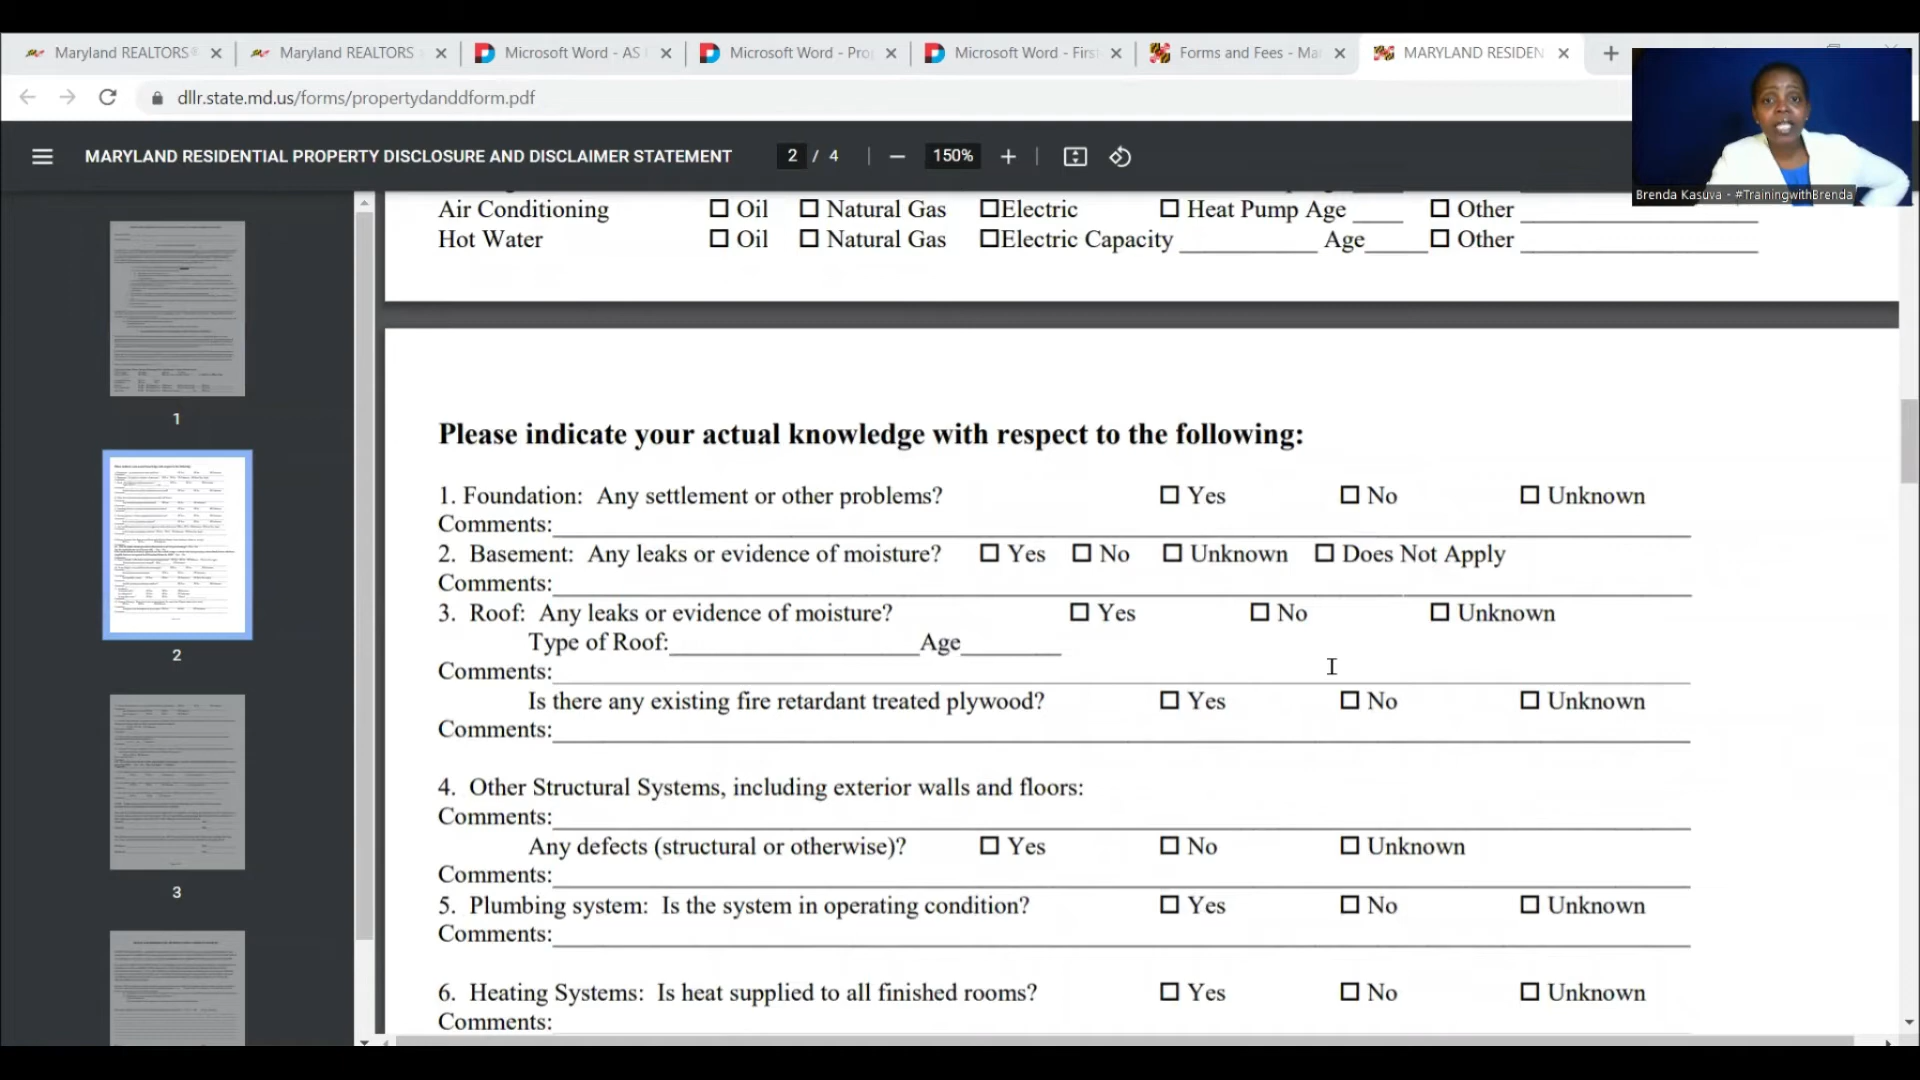 Maryland REALTORS®
Maryland REALTORS
Microsoft Word - AS
Microsoft Word - Pro
Microsoft Word - Firs
Forms and Fees - Ma
MARYLAND RESIDEN
dllr.state.md.us/forms/propertydanddform.pdf
MARYLAND RESIDENTIAL PROPERTY DISCLOSURE AND DISCLAIMER STATEMENT
2 / 4
150%
Brenda Kasuva - #TrainingwithBrenda
Air Conditioning Oil Natural Gas Electric Heat Pump Age ____ Other ____
Hot Water Oil Natural Gas Electric Capacity ____ Age ____ Other ____
Please indicate your actual knowledge with respect to the following:
1. Foundation: Any settlement or other problems? Yes No Unknown
Comments:
2. Basement: Any leaks or evidence of moisture? Yes No Unknown Does Not Apply
Comments:
3. Roof: Any leaks or evidence of moisture? Yes No Unknown
Type of Roof:____ Age____
Comments:
Is there any existing fire retardant treated plywood? Yes No Unknown
Comments:
4. Other Structural Systems, including exterior walls and floors:
Comments:
Any defects (structural or otherwise)? Yes No Unknown
Comments:
5. Plumbing system: Is the system in operating condition? Yes No Unknown
Comments:
6. Heating Systems: Is heat supplied to all finished rooms? Yes No Unknown
Comments:
1
2
3